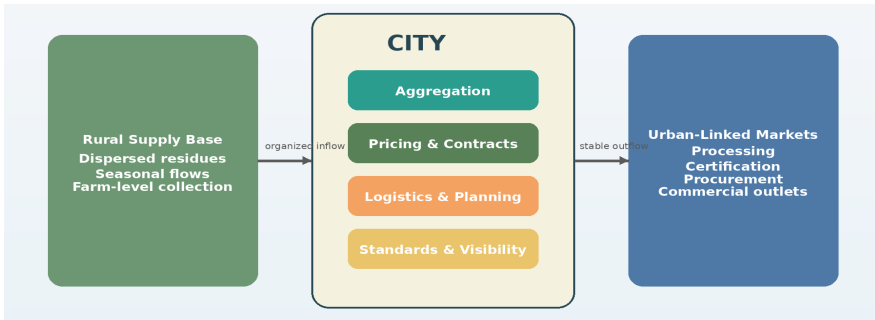 Rural Supply Base
Dispersed residues
Seasonal flows
Farm-level collection
organized inflow
CITY
Aggregation
Pricing & Contracts
Logistics & Planning
Standards & Visibility
stable outflow
Urban-Linked Markets
Processing
Certification
Procurement
Commercial outlets